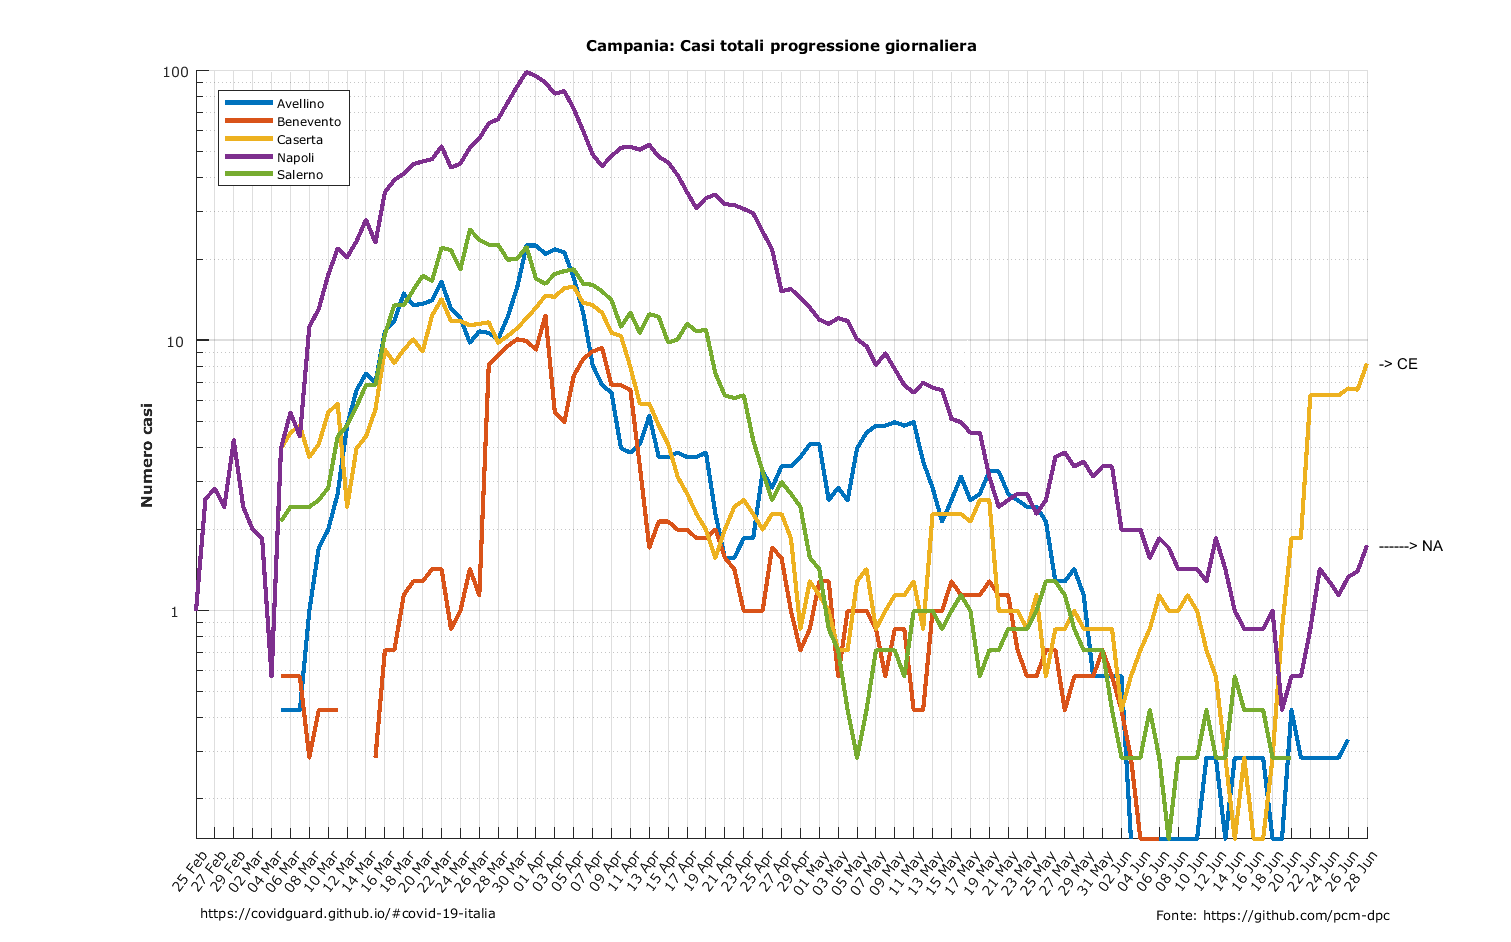 Campania: Casi totali progressione giornaliera
100
10
1
Numero casi
Avellino
Benevento
Caserta
Napoli
Salerno
-> CE
------> NA
25 Feb
27 Feb
29 Feb
02 Mar
04 Mar
06 Mar
08 Mar
10 Mar
12 Mar
14 Mar
16 Mar
18 Mar
20 Mar
22 Mar
24 Mar
26 Mar
28 Mar
30 Mar
01 Apr
03 Apr
05 Apr
07 Apr
09 Apr
11 Apr
13 Apr
15 Apr
17 Apr
19 Apr
21 Apr
23 Apr
25 Apr
27 Apr
29 Apr
01 May
03 May
05 May
07 May
09 May
11 May
13 May
15 May
17 May
19 May
21 May
23 May
25 May
27 May
29 May
31 May
02 Jun
04 Jun
06 Jun
08 Jun
10 Jun
12 Jun
14 Jun
16 Jun
18 Jun
20 Jun
22 Jun
24 Jun
26 Jun
28 Jun
https://covidguard.github.io/#covid-19-italia
Fonte: https://github.com/pcm-dpc